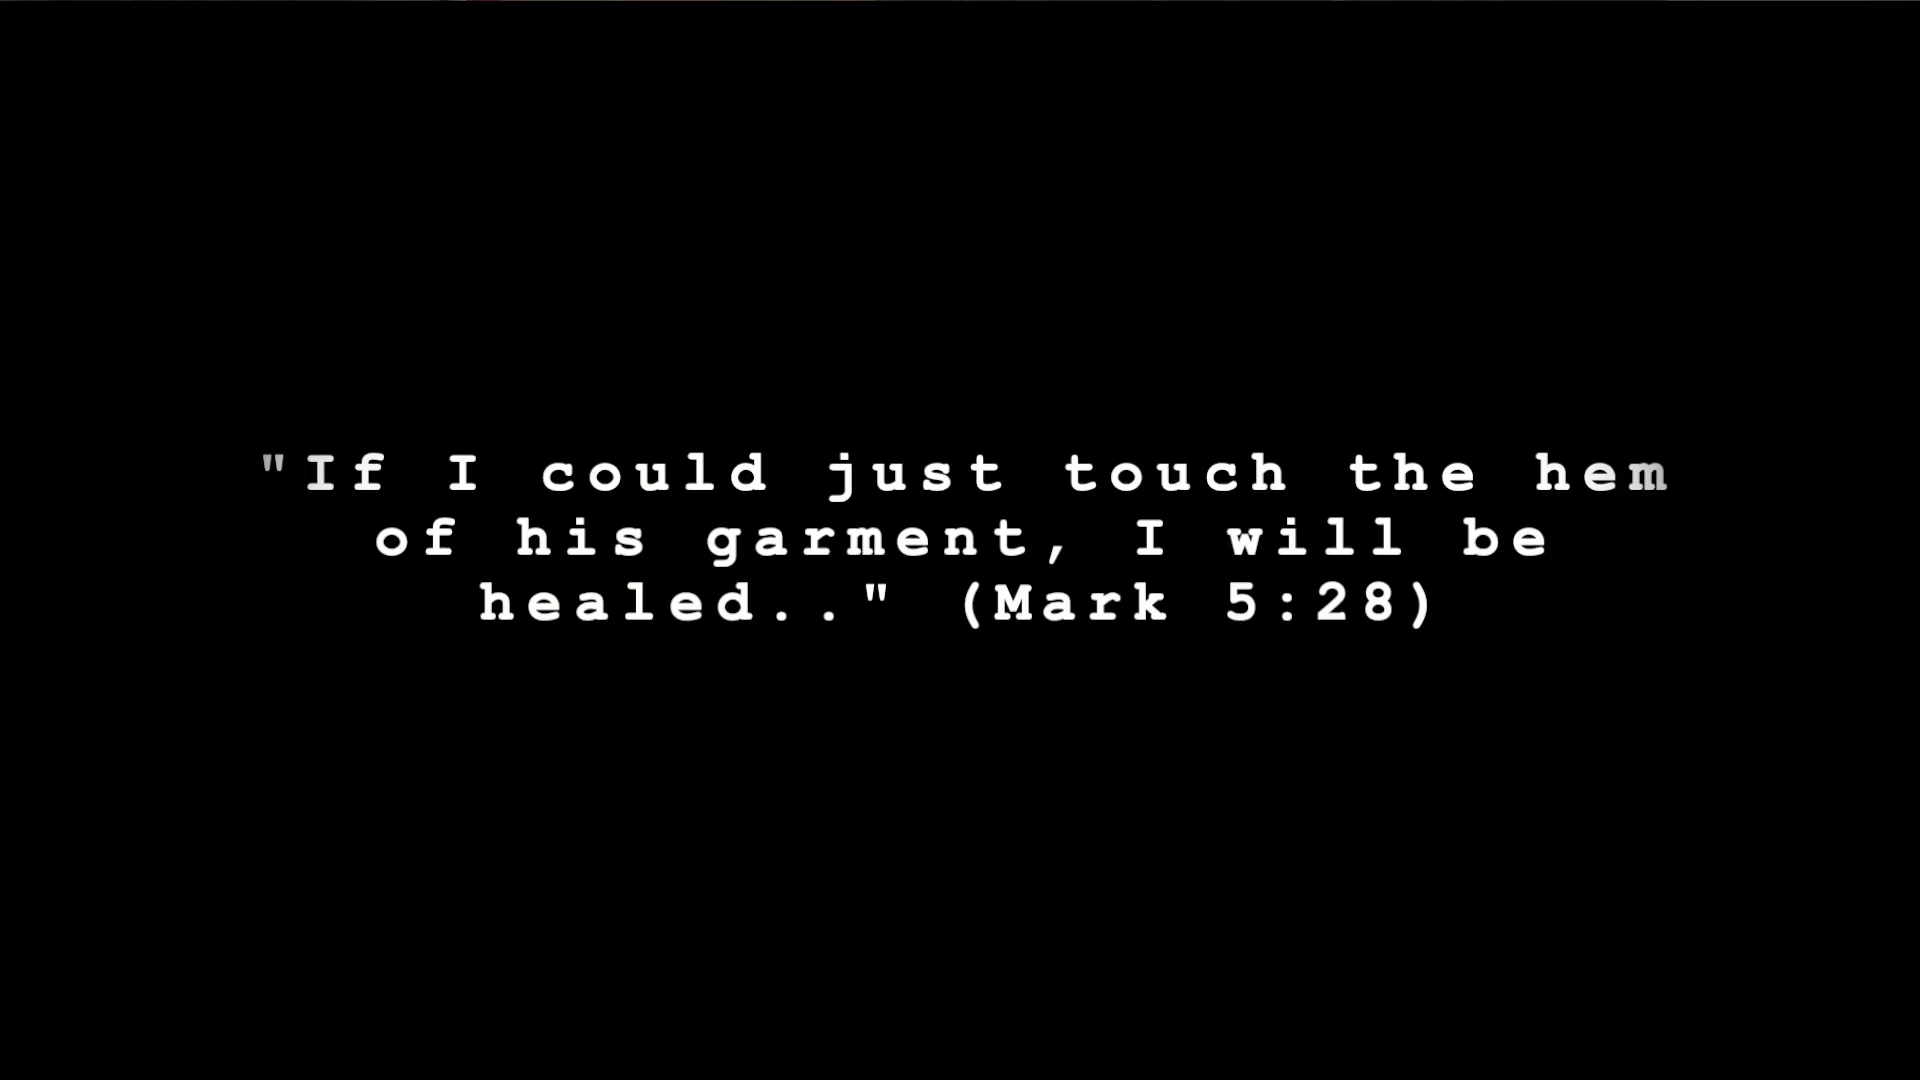 "If I could just touch the hem
of his garment, I will be
healed.." (Mark 5:28)